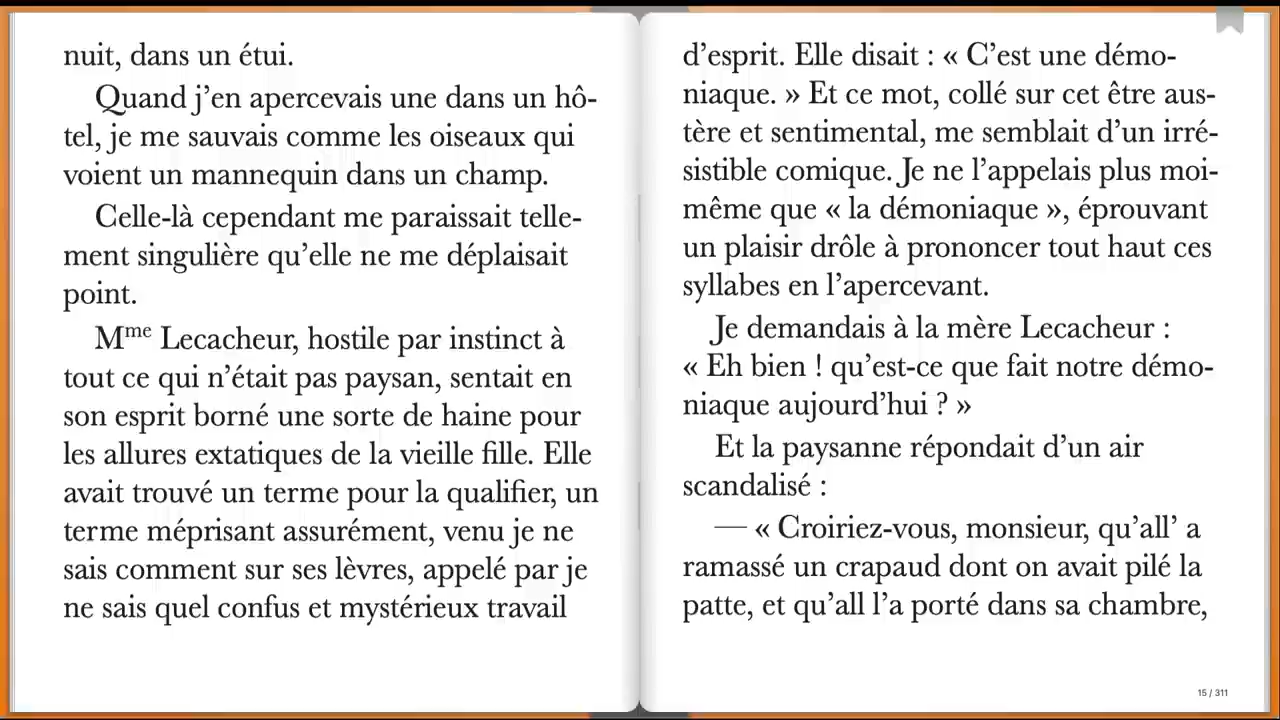 nuit, dans un étui.
Quand j’en apercevais une dans un hô-
tel, je me sauvais comme les oiseaux qui
voient un mannequin dans un champ.
Celle-là cependant me paraissait telle-
ment singulière qu’elle ne me déplaisait
point.
Mme Lecacheur, hostile par instinct à
tout ce qui n’était pas paysan, sentait en
son esprit borné une sorte de haine pour
les allures extatiques de la vieille fille. Elle
avait trouvé un terme pour la qualifier, un
terme méprisant assurément, venu je ne
sais comment sur ses lèvres, appelé par je
ne sais quel confus et mystérieux travail
d’esprit. Elle disait : « C’est une démo-
niaque. » Et ce mot, collé sur cet être aus-
tère et sentimental, me semblait d’un irré-
sistible comique. Je ne l’appelais plus moi-
même que « la démoniaque », éprouvant
un plaisir drôle à prononcer tout haut ces
syllabes en l’apercevant.
Je demandais à la mère Lecacheur :
« Eh bien ! qu’est-ce que fait notre démo-
niaque aujourd’hui ? »
Et la paysanne répondait d’un air
scandalisé :
— « Croiriez-vous, monsieur, qu’all’ a
ramassé un crapaud dont on avait pilé la
patte, et qu’all l’a porté dans sa chambre,
15 / 311